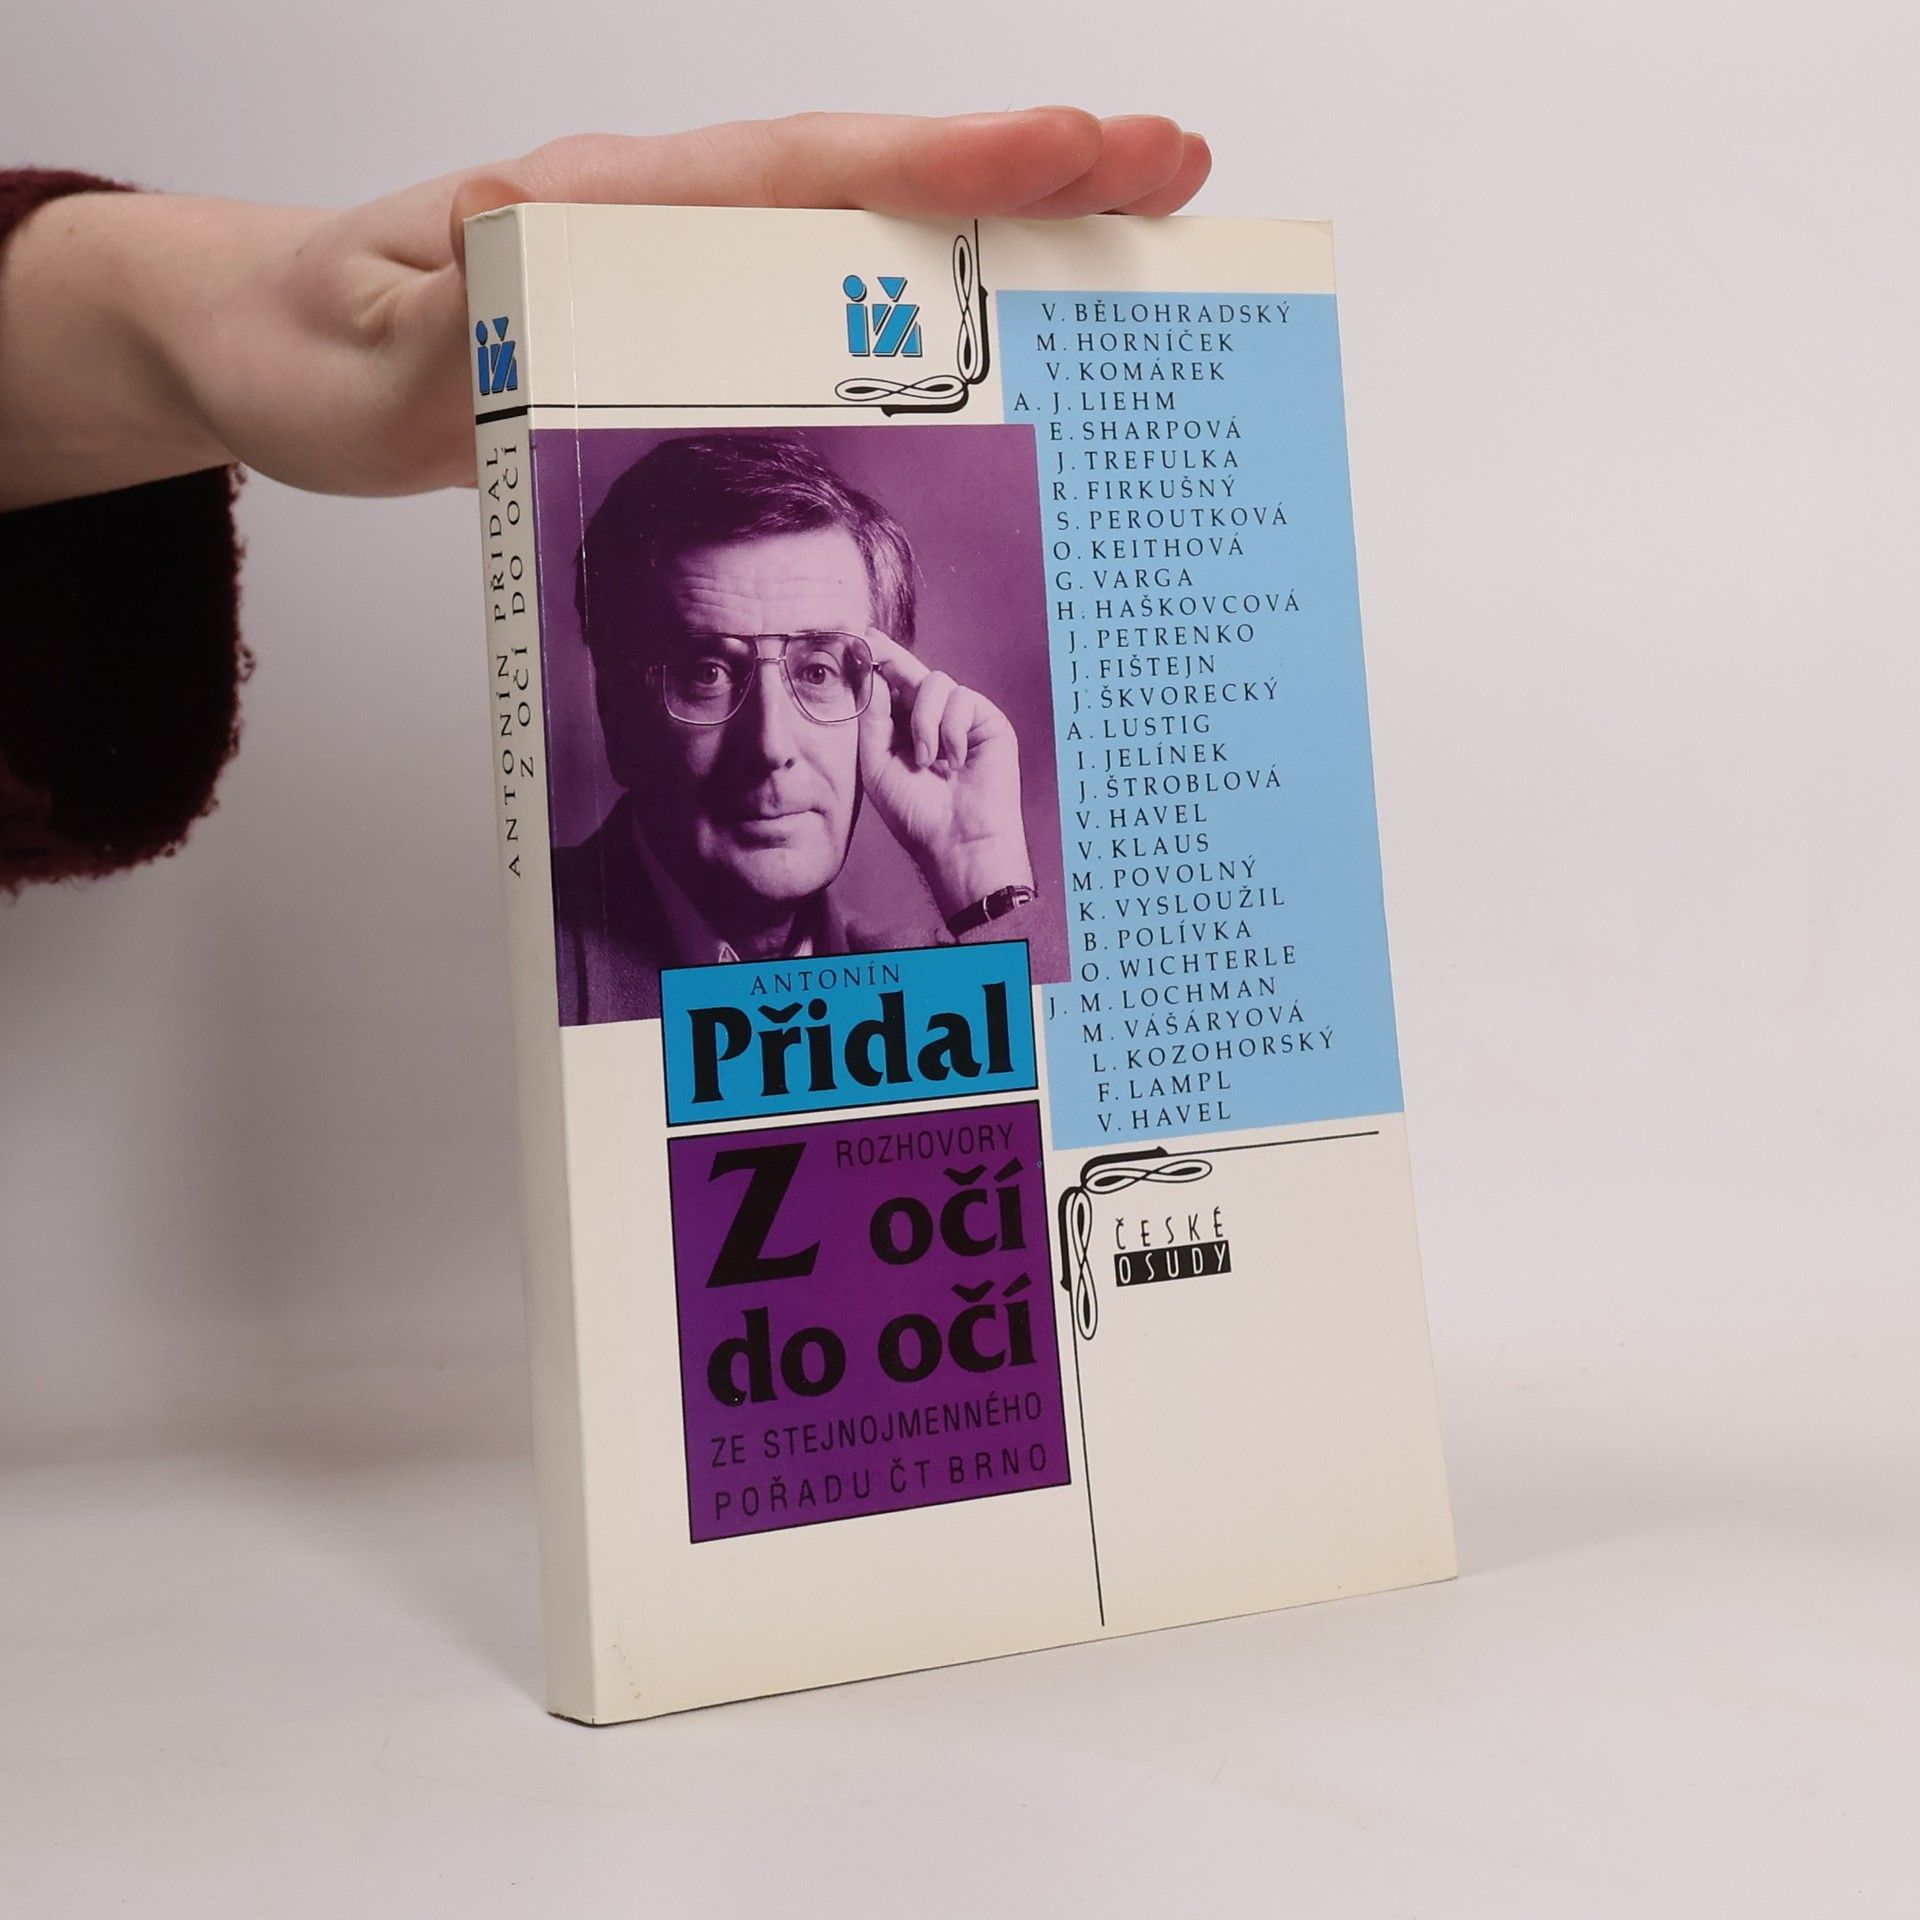 iž
ANTONÍN PŘIDAL
Z OČÍ DO OČÍ
iž
V. BĚLOHRADSKÝ
M. HORNÍČEK
V. KOMÁREK
A. J. LIEHM
E. SHARPOVÁ
J. TREFULKA
R. FIRKUŠNÝ
S. PEROUTKOVÁ
O. KEITHOVÁ
G. VARGA
H. HAŠKOVCOVÁ
J. PETRENKO
J. FIŠTEJN
J. ŠKVORECKÝ
A. LUSTIG
I. JELÍNEK
J. ŠTROBLOVÁ
V. HAVEL
V. KLAUS
M. POVOLNÝ
K. VYSLOUŽIL
B. POLÍVKA
O. WICHTERLE
J. M. LOCHMAN
M. VÁŠÁRYOVÁ
L. KOZOHORSKÝ
F. LAMPL
V. HAVEL
ANTONÍN
Přidal
ROZHOVORY
Z očí
do očí
ZE STEJNOJMENNÉHO
POŘADU ČT BRNO
ČESKÉ
OSUDY